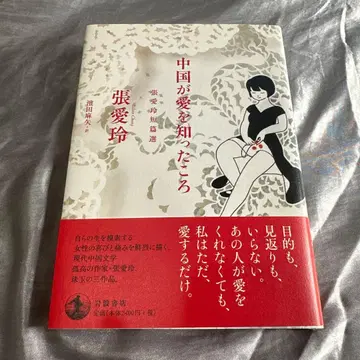 中国が愛を知ったころ
張愛玲短篇選
張愛玲
濱田麻矢 訳
目的も、
見返りも、
いらない。
あの人が愛を
くれなくても、
私はただ、
愛するだけ。
自らの生を模索する
女性の喜びと痛みを鮮烈に描く、
現代中国文学
孤高の作家・張愛玲、
珠玉の三作品。
岩波書店